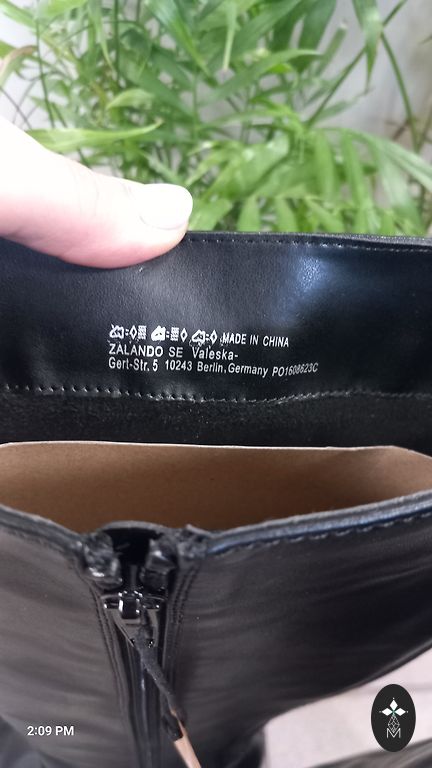 MADE IN CHINA
ZALANDO SE Valeska-
Gert-Str. 5 10243 Berlin, Germany PO1608623C
2:09 PM
M